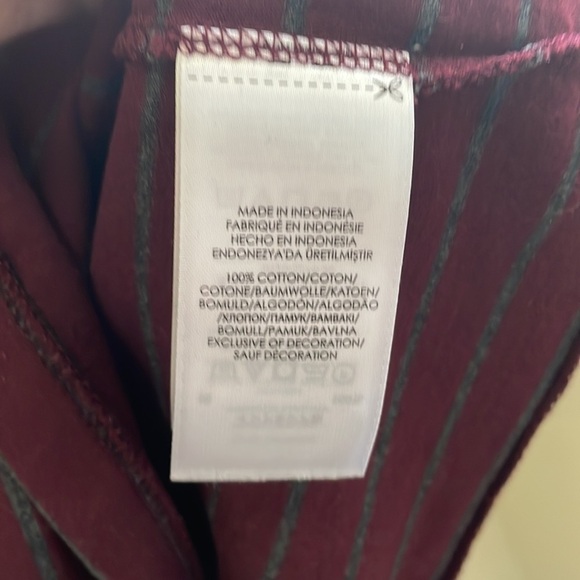 MADE IN INDONESIA
FABRIQUÉ EN INDONÉSIE
HECHO EN INDONESIA
ENDONEZYA'DA ÜRETILMIŞTIR
100% COTTON/COTON/
COTONE/BAUMWOLLE/KATOEN/
BOMULD/ALGODÓN/ALGODÃO
/ХЛОПОК/ПАМУК/BAMBAKI/
BOMULL/PAMUK/BAVLNA
EXCLUSIVE OF DECORATION/
SAUF DÉCORATION